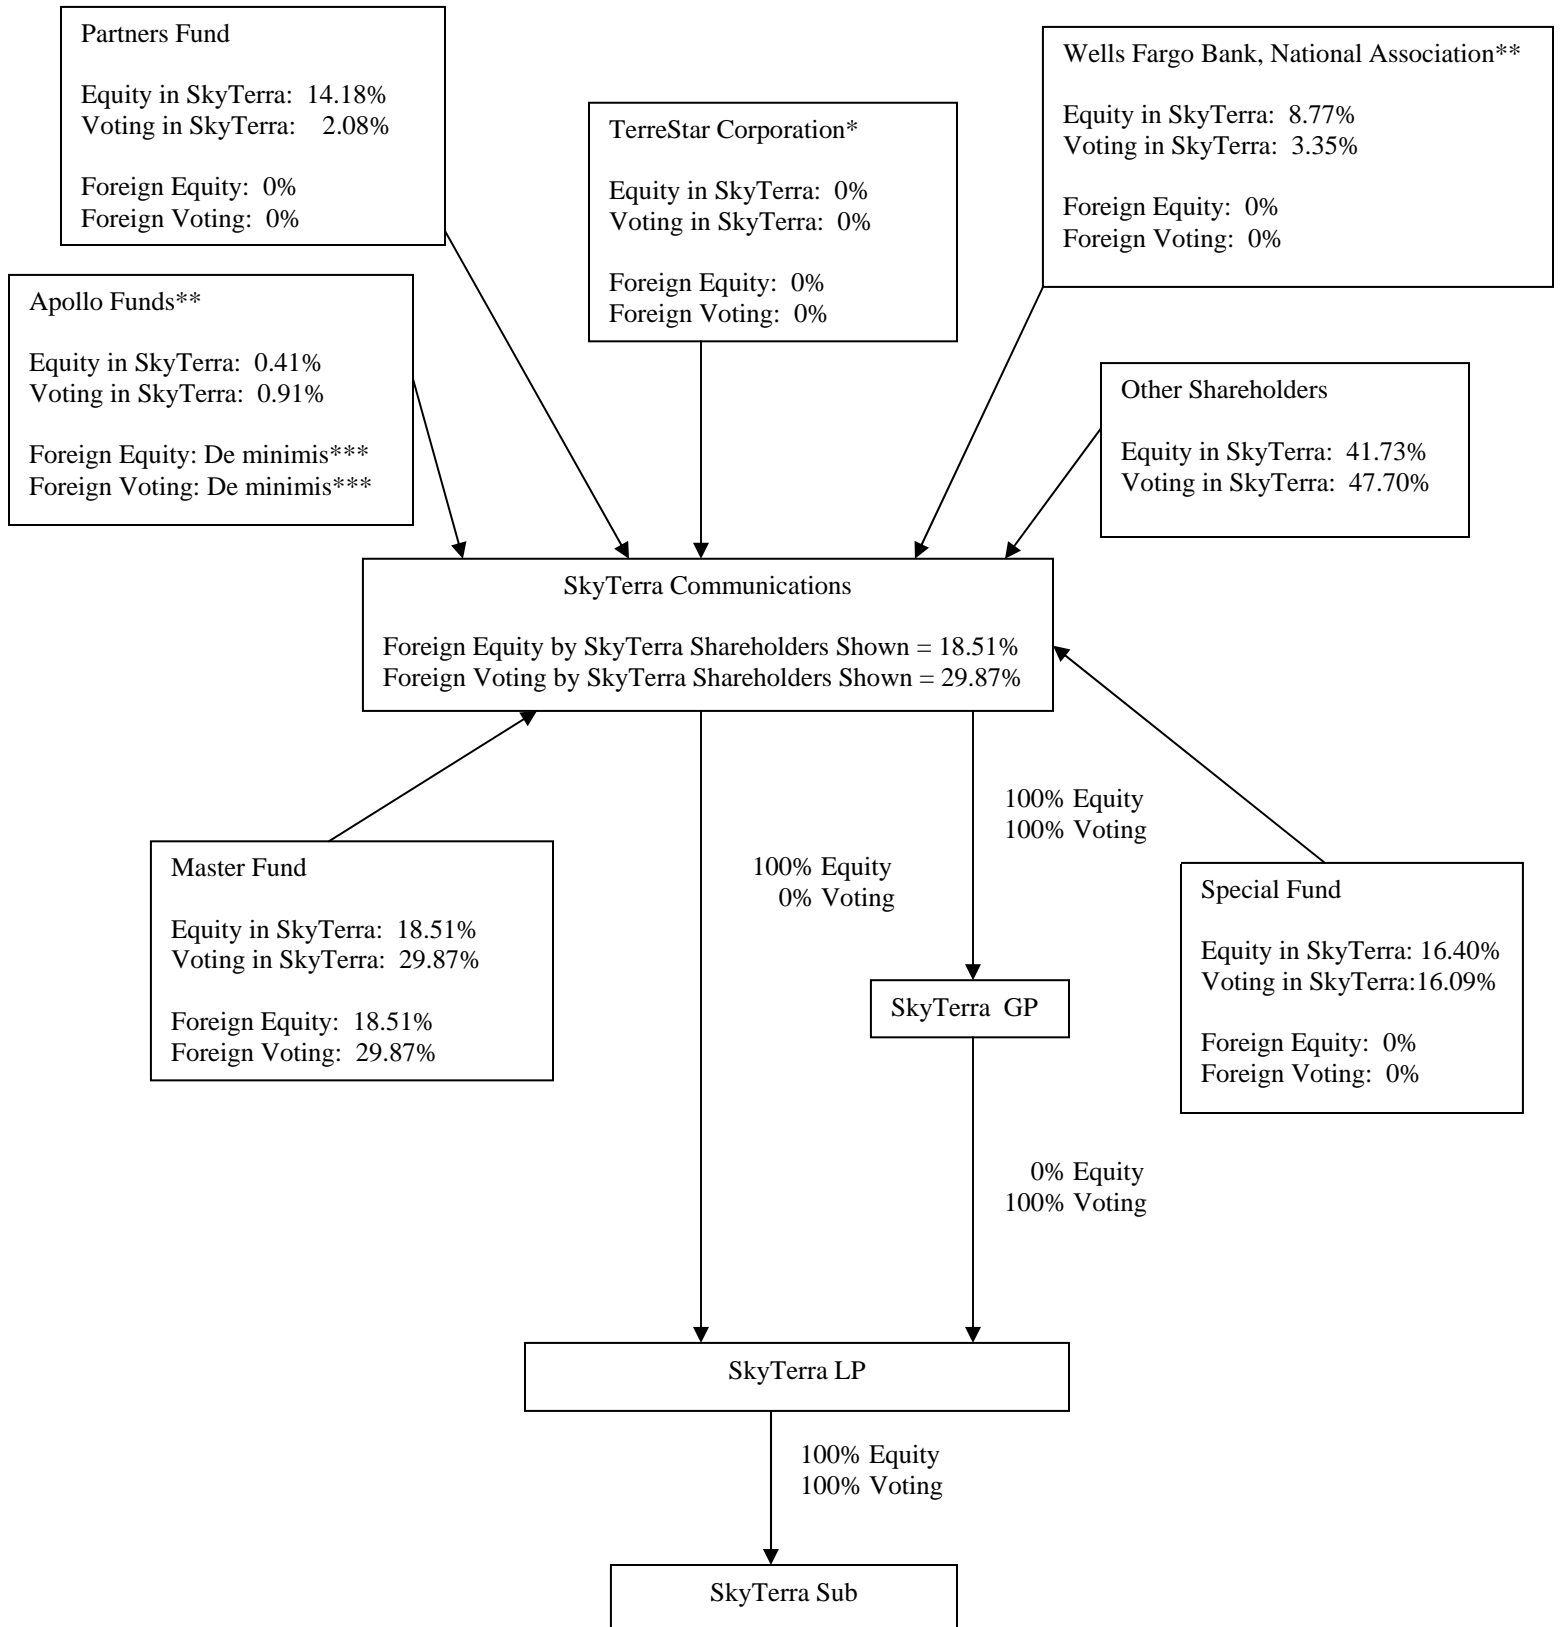 Partners Fund
Equity in SkyTerra: 14.18%
Voting in SkyTerra: 2.08%
Foreign Equity: 0%
Foreign Voting: 0%
Wells Fargo Bank, National Association**
Equity in SkyTerra: 8.77%
Voting in SkyTerra: 3.35%
Foreign Equity: 0%
Foreign Voting: 0%
TerreStar Corporation*
Equity in SkyTerra: 0%
Voting in SkyTerra: 0%
Foreign Equity: 0%
Foreign Voting: 0%
Apollo Funds**
Equity in SkyTerra: 0.41%
Voting in SkyTerra: 0.91%
Foreign Equity: De minimis***
Foreign Voting: De minimis***
Other Shareholders
Equity in SkyTerra: 41.73%
Voting in SkyTerra: 47.70%
SkyTerra Communications
Foreign Equity by SkyTerra Shareholders Shown = 18.51%
Foreign Voting by SkyTerra Shareholders Shown = 29.87%
100% Equity
100% Voting
100% Equity
0% Voting
Master Fund
Equity in SkyTerra: 18.51%
Voting in SkyTerra: 29.87%
Foreign Equity: 18.51%
Foreign Voting: 29.87%
Special Fund
Equity in SkyTerra: 16.40%
Voting in SkyTerra:16.09%
Foreign Equity: 0%
Foreign Voting: 0%
SkyTerra GP
0% Equity
100% Voting
SkyTerra LP
100% Equity
100% Voting
SkyTerra Sub